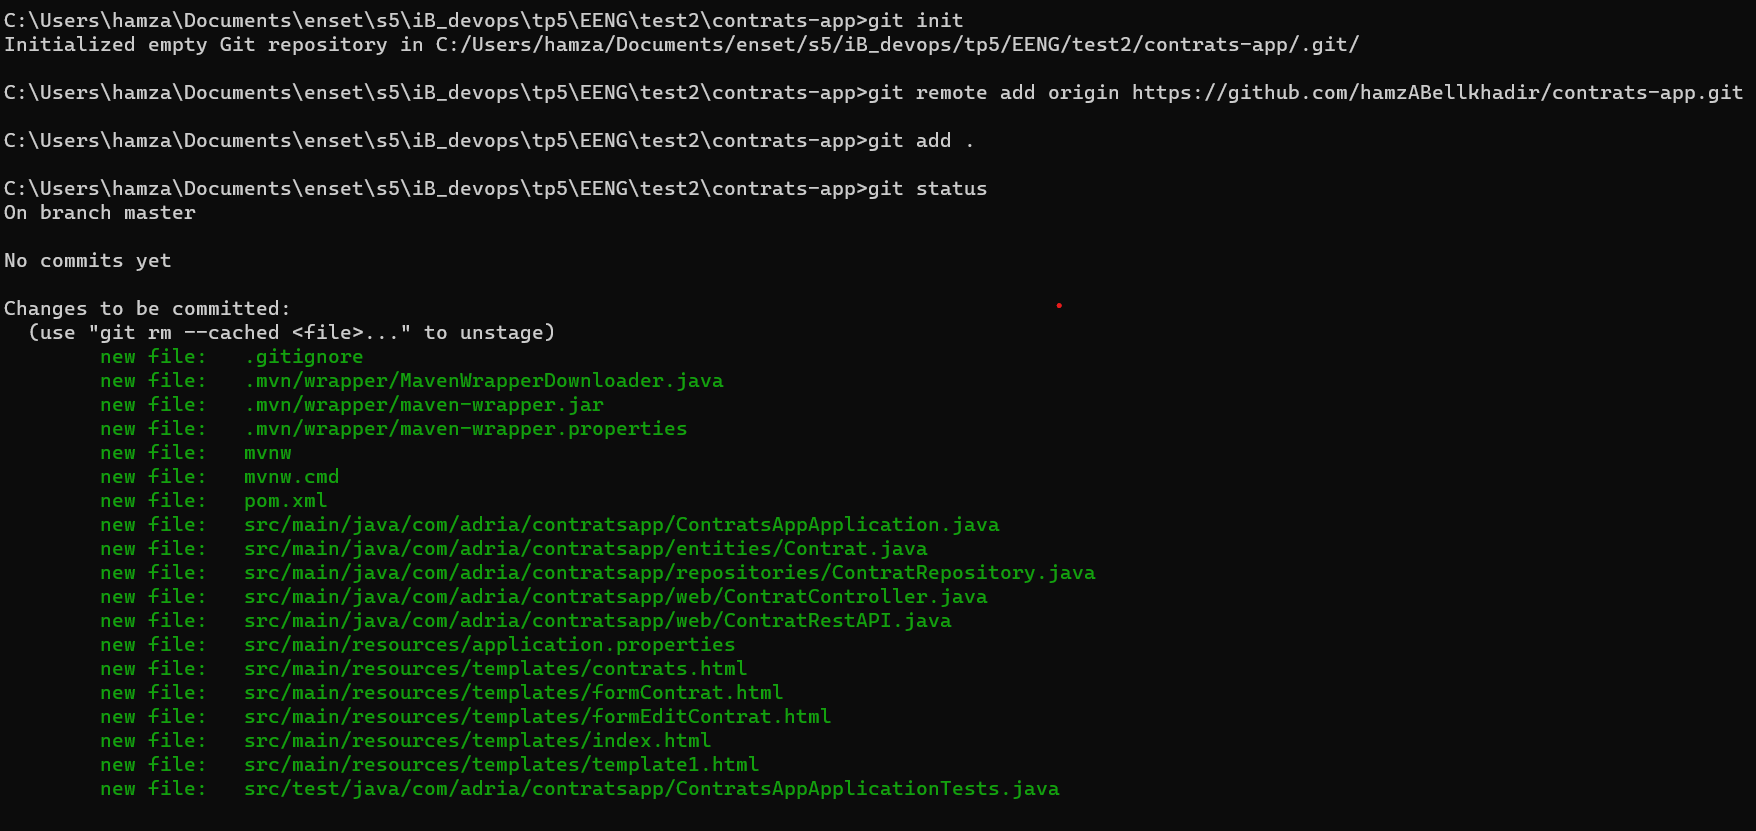 C:\Users\hamza\Documents\enset\s5\iB_devops\tp5\EENG\test2\contrats-app>git init
Initialized empty Git repository in C:/Users/hamza/Documents/enset/s5/iB_devops/tp5/EENG/test2/contrats-app/.git/
C:\Users\hamza\Documents\enset\s5\iB_devops\tp5\EENG\test2\contrats-app>git remote add origin https://github.com/hamzABellkhadir/contrats-app.git
C:\Users\hamza\Documents\enset\s5\iB_devops\tp5\EENG\test2\contrats-app>git add .
C:\Users\hamza\Documents\enset\s5\iB_devops\tp5\EENG\test2\contrats-app>git status
On branch master
No commits yet
Changes to be committed:
  (use "git rm --cached <file>..." to unstage)
        new file:   .gitignore
        new file:   .mvn/wrapper/MavenWrapperDownloader.java
        new file:   .mvn/wrapper/maven-wrapper.jar
        new file:   .mvn/wrapper/maven-wrapper.properties
        new file:   mvnw
        new file:   mvnw.cmd
        new file:   pom.xml
        new file:   src/main/java/com/adria/contratsapp/ContratsAppApplication.java
        new file:   src/main/java/com/adria/contratsapp/entities/Contrat.java
        new file:   src/main/java/com/adria/contratsapp/repositories/ContratRepository.java
        new file:   src/main/java/com/adria/contratsapp/web/ContratController.java
        new file:   src/main/java/com/adria/contratsapp/web/ContratRestAPI.java
        new file:   src/main/resources/application.properties
        new file:   src/main/resources/templates/contrats.html
        new file:   src/main/resources/templates/formContrat.html
        new file:   src/main/resources/templates/formEditContrat.html
        new file:   src/main/resources/templates/index.html
        new file:   src/main/resources/templates/template1.html
        new file:   src/test/java/com/adria/contratsapp/ContratsAppApplicationTests.java